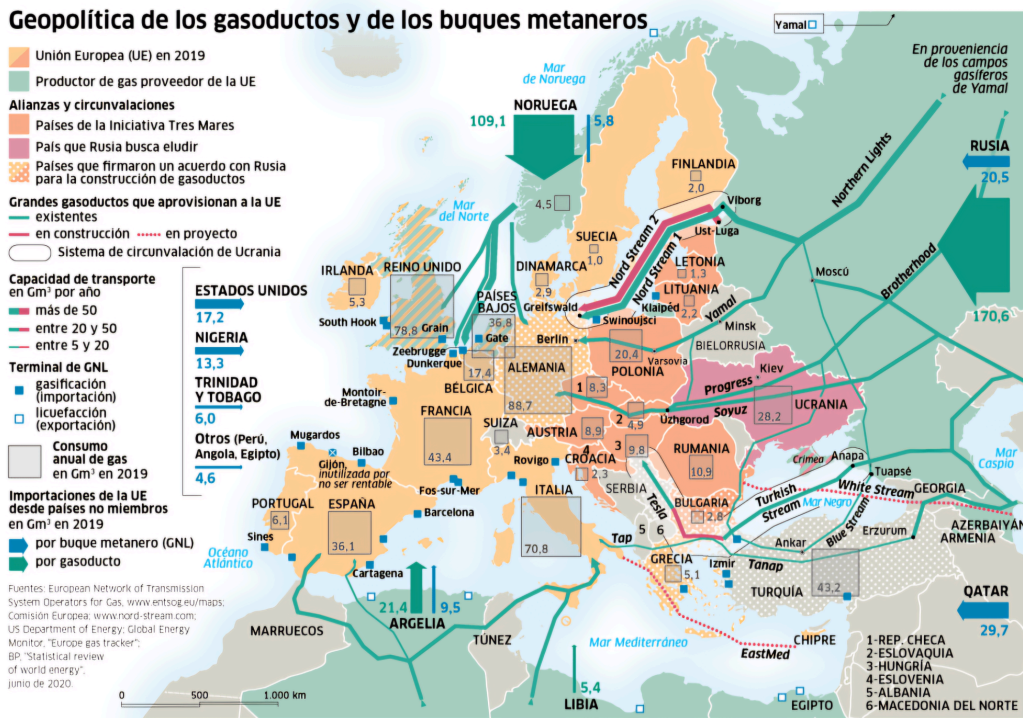 Geopolítica de los gasoductos y de los buques metaneros
Unión Europea (UE) en 2019
Productor de gas proveedor de la UE
Alianzas y circunvalaciones
Países de la Iniciativa Tres Mares
País que Rusia busca eludir
Países que firmaron un acuerdo con Rusia
para la construcción de gasoductos
Grandes gasoductos que aprovisionan a la UE
existentes
en construcción
en proyecto
Sistema de circunvalación de Ucrania
Capacidad de transporte
en Gm³ por año
más de 50
entre 20 y 50
entre 5 y 20
Terminal de GNL
gasificación
(importación)
licuefacción
(exportación)
Consumo
anual de gas
en Gm³ en 2019
Importaciones de la UE
desde países no miembros
en Gm³ en 2019
por buque metanero (GNL)
por gasoducto
Fuentes: European Network of Transmission
System Operators for Gas, www.entsog.eu/maps;
Comisión Europea; www.nord-stream.com;
US Department of Energy; Global Energy
Monitor, "Europe gas tracker";
BP, "Statistical review
of world energy",
junio de 2020.
0 500 1.000 km
ESTADOS UNIDOS
17,2
NIGERIA
13,3
TRINIDAD
Y TOBAGO
6,0
Otros (Perú,
Angola, Egipto)
4,6
Yamal
En proveniencia
de los campos
gasíferos
de Yamal
Mar
de Noruega
NORUEGA
109,1
5,8
4,5
FINLANDIA
2,0
RUSIA
20,5
170,6
Northern Lights
Brotherhood
Viborg
Ust-Luga
Mar
del Norte
SUECIA
1,0
Nord Stream 2
Nord Stream 1
LETONIA
1,3
LITUANIA
2,2
Klaipèd
Moscú
IRLANDA
5,3
REINO UNIDO
78,8
South Hook
Grain
DINAMARCA
2,9
Greifswald
Swinoujsci
PAÍSES
BAJOS
36,8
Gate
Zeebrugge
Dunkerque
17,4
BÉLGICA
Berlin
ALEMANIA
88,7
Yamal
Minsk
BIELORRUSIA
Varsovia
20,4
POLONIA
Montoir-
de-Bretagne
FRANCIA
43,4
SUIZA
3,4
1
8,3
2
4,9
AUSTRIA
8,9
3
9,8
4
CROACIA
2,3
Progress
Soyuz
Kiev
UCRANIA
28,2
Üzhgorod
RUMANIA
10,9
Mugardos
Bilbao
Gijón,
inutilizada por
no ser rentable
Fos-sur-Mer
Barcelona
Rovigo
ITALIA
70,8
SERBIA
Tesla
BULGARIA
2,8
5
6
Crimea
Anapa
Tuapsé
Mar
Caspio
White Stream
GEORGIA
Turkish
Stream
Mar Negro
Blue Stream
AZERBAIYÁN
ARMENIA
Erzurum
PORTUGAL
6,1
Sines
ESPAÑA
36,1
Cartagena
Océano
Atlántico
Tap
Tanap
GRECIA
5,1
Izmir
Ankar
TURQUÍA
43,2
QATAR
29,7
MARRUECOS
21,4
9,5
ARGELIA
TÚNEZ
Mar Mediterráneo
5,4
LIBIA
EastMed
CHIPRE
EGIPTO
1-REP. CHECA
2-ESLOVAQUIA
3-HUNGRÍA
4-ESLOVENIA
5-ALBANIA
6-MACEDONIA DEL NORTE